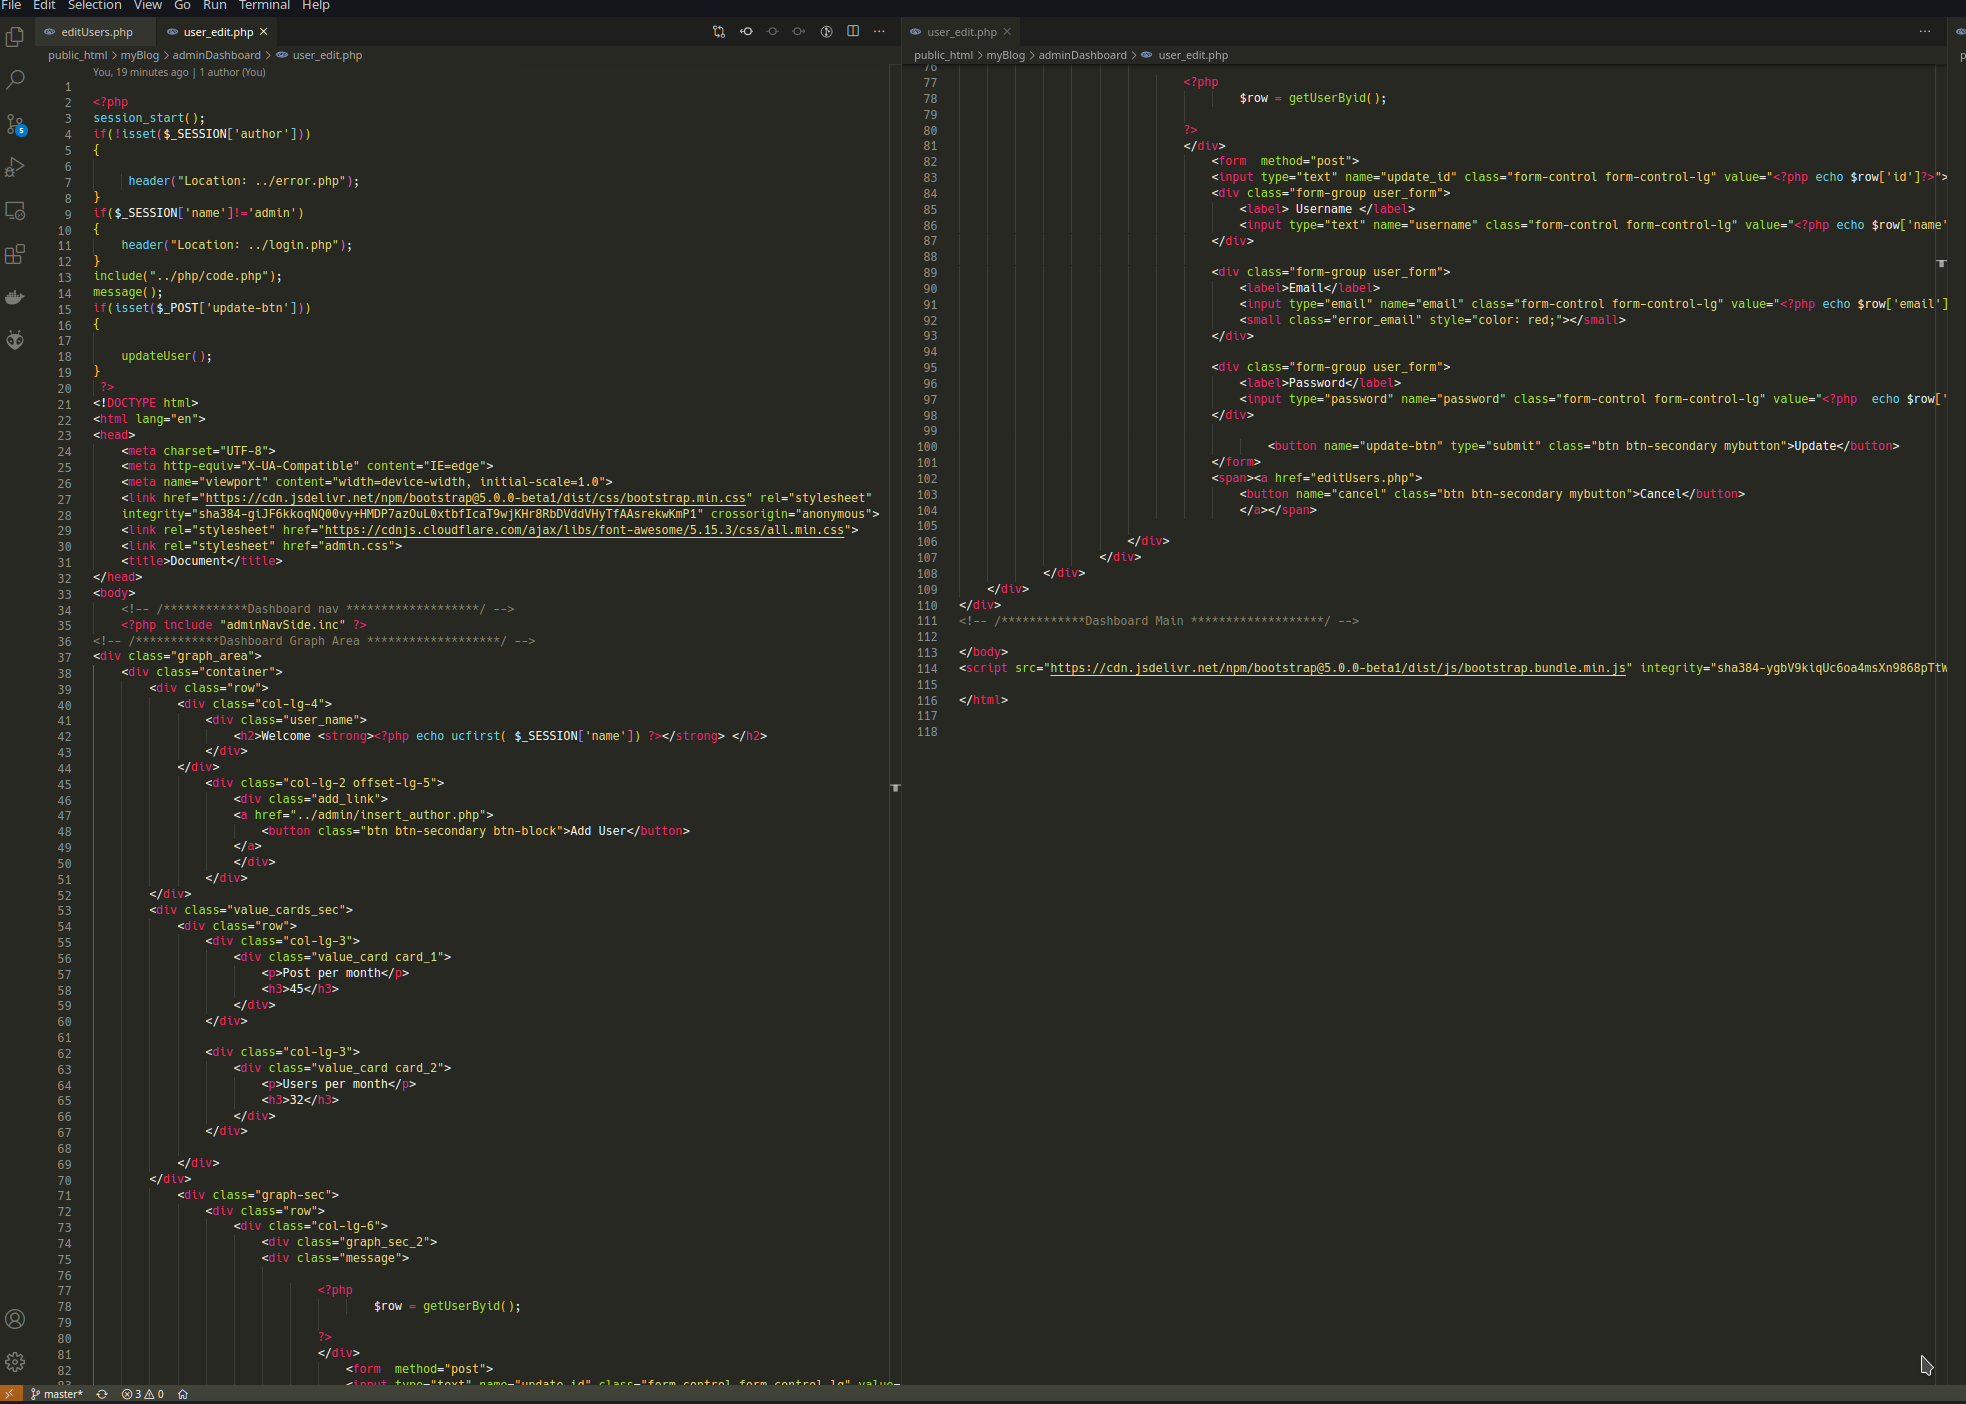 File Edit Selection View Go Run Terminal Help
editUsers.php user_edit.php
public_html > myBlog > adminDashboard > user_edit.php
You, 19 minutes ago | 1 author (You)
1
2 <?php
3 session_start();
4 if(!isset($_SESSION['author']))
5 {
6
7 header("Location: ../error.php");
8 }
9 if($_SESSION['name']!='admin')
10 {
11 header("Location: ../login.php");
12 }
13 include("../php/code.php");
14 message();
15 if(isset($_POST['update-btn']))
16 {
17
18 updateUser();
19 }
20 ?>
21 <!DOCTYPE html>
22 <html lang="en">
23 <head>
24 <meta charset="UTF-8">
25 <meta http-equiv="X-UA-Compatible" content="IE=edge">
26 <meta name="viewport" content="width=device-width, initial-scale=1.0">
27 <link href="https://cdn.jsdelivr.net/npm/bootstrap@5.0.0-beta1/dist/css/bootstrap.min.css" rel="stylesheet"
28 integrity="sha384-giJF6kkoqNQ00vy+HMDP7azOuL0xtbfIcaT9wjKHr8RbDVddVHyTfAAsrekwKmP1" crossorigin="anonymous">
29 <link rel="stylesheet" href="https://cdnjs.cloudflare.com/ajax/libs/font-awesome/5.15.3/css/all.min.css">
30 <link rel="stylesheet" href="admin.css">
31 <title>Document</title>
32 </head>
33 <body>
34 <!-- /************Dashboard nav *******************/ -->
35 <?php include "adminNavSide.inc" ?>
36 <!-- /************Dashboard Graph Area *******************/ -->
37 <div class="graph_area">
38 <div class="container">
39 <div class="row">
40 <div class="col-lg-4">
41 <div class="user_name">
42 <h2>Welcome <strong><?php echo ucfirst( $_SESSION['name']) ?></strong> </h2>
43 </div>
44 </div>
45 <div class="col-lg-2 offset-lg-5">
46 <div class="add_link">
47 <a href="../admin/insert_author.php">
48 <button class="btn btn-secondary btn-block">Add User</button>
49 </a>
50 </div>
51 </div>
52 </div>
53 <div class="value_cards_sec">
54 <div class="row">
55 <div class="col-lg-3">
56 <div class="value_card card_1">
57 <p>Post per month</p>
58 <h3>45</h3>
59 </div>
60 </div>
61
62 <div class="col-lg-3">
63 <div class="value_card card_2">
64 <p>Users per month</p>
65 <h3>32</h3>
66 </div>
67 </div>
68
69 </div>
70 </div>
71 <div class="graph-sec">
72 <div class="row">
73 <div class="col-lg-6">
74 <div class="graph_sec_2">
75 <div class="message">
76
77 <?php
78 $row = getUserByid();
79
80 ?>
81 </div>
82 <form method="post">
83 <input type="text" name="update_id" class="form-control form-control-lg" value=
user_edit.php
public_html > myBlog > adminDashboard > user_edit.php
76
77 <?php
78 $row = getUserByid();
79
80 ?>
81 </div>
82 <form method="post">
83 <input type="text" name="update_id" class="form-control form-control-lg" value="<?php echo $row['id']?>">
84 <div class="form-group user_form">
85 <label> Username </label>
86 <input type="text" name="username" class="form-control form-control-lg" value="<?php echo $row['name'
87 </div>
88
89 <div class="form-group user_form">
90 <label>Email</label>
91 <input type="email" name="email" class="form-control form-control-lg" value="<?php echo $row['email']
92 <small class="error_email" style="color: red;"></small>
93 </div>
94
95 <div class="form-group user_form">
96 <label>Password</label>
97 <input type="password" name="password" class="form-control form-control-lg" value="<?php echo $row['
98 </div>
99
100 <button name="update-btn" type="submit" class="btn btn-secondary mybutton">Update</button>
101 </form>
102 <span><a href="editUsers.php">
103 <button name="cancel" class="btn btn-secondary mybutton">Cancel</button>
104 </a></span>
105
106 </div>
107 </div>
108 </div>
109 </div>
110 </div>
111 <!-- /************Dashboard Main *******************/ -->
112
113 </body>
114 <script src="https://cdn.jsdelivr.net/npm/bootstrap@5.0.0-beta1/dist/js/bootstrap.bundle.min.js" integrity="sha384-ygbV9kiqUc6oa4msXn9868pTtW
115
116 </html>
117
118
5
master* 3 0